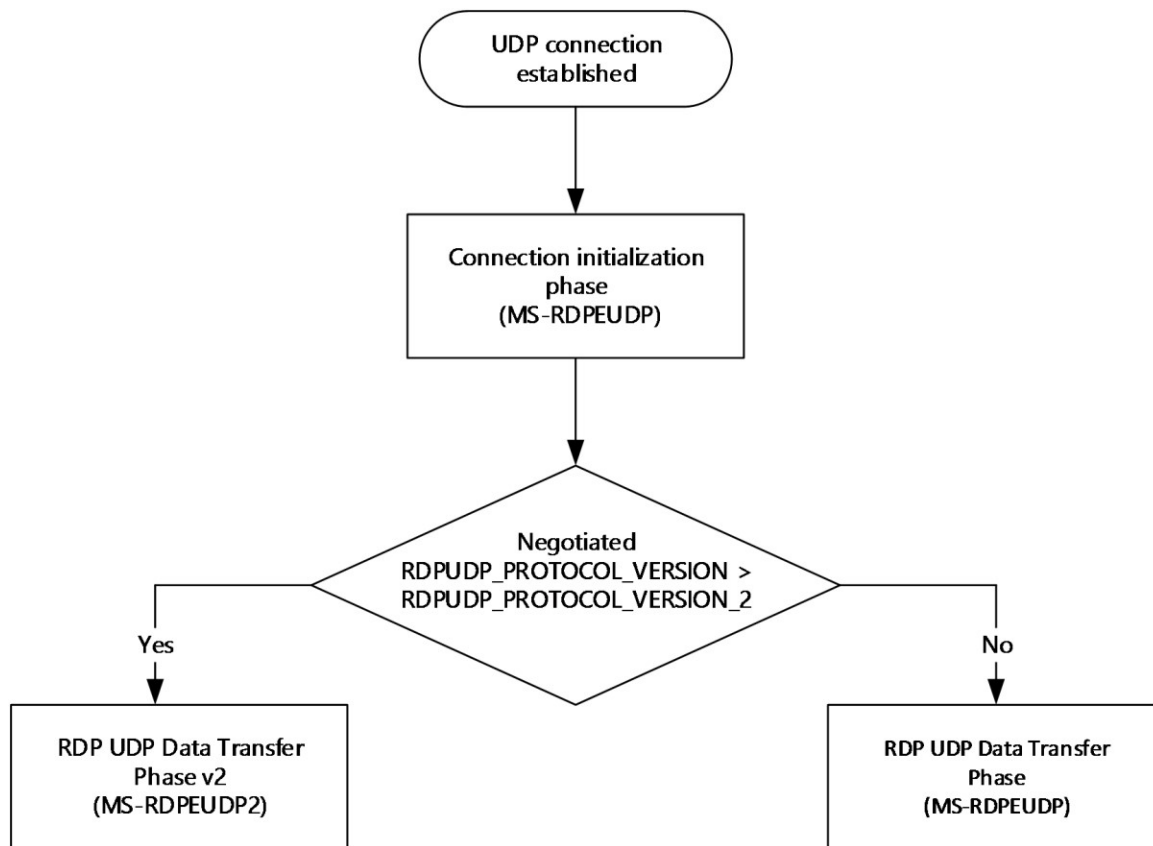 UDP connection
established
Connection initialization
phase
(MS-RDPEUDP)
Negotiated
RDPUDP_PROTOCOL_VERSION >
RDPUDP_PROTOCOL_VERSION_2
Yes
No
RDP UDP Data Transfer
Phase v2
(MS-RDPEUDP2)
RDP UDP Data Transfer
Phase
(MS-RDPEUDP)